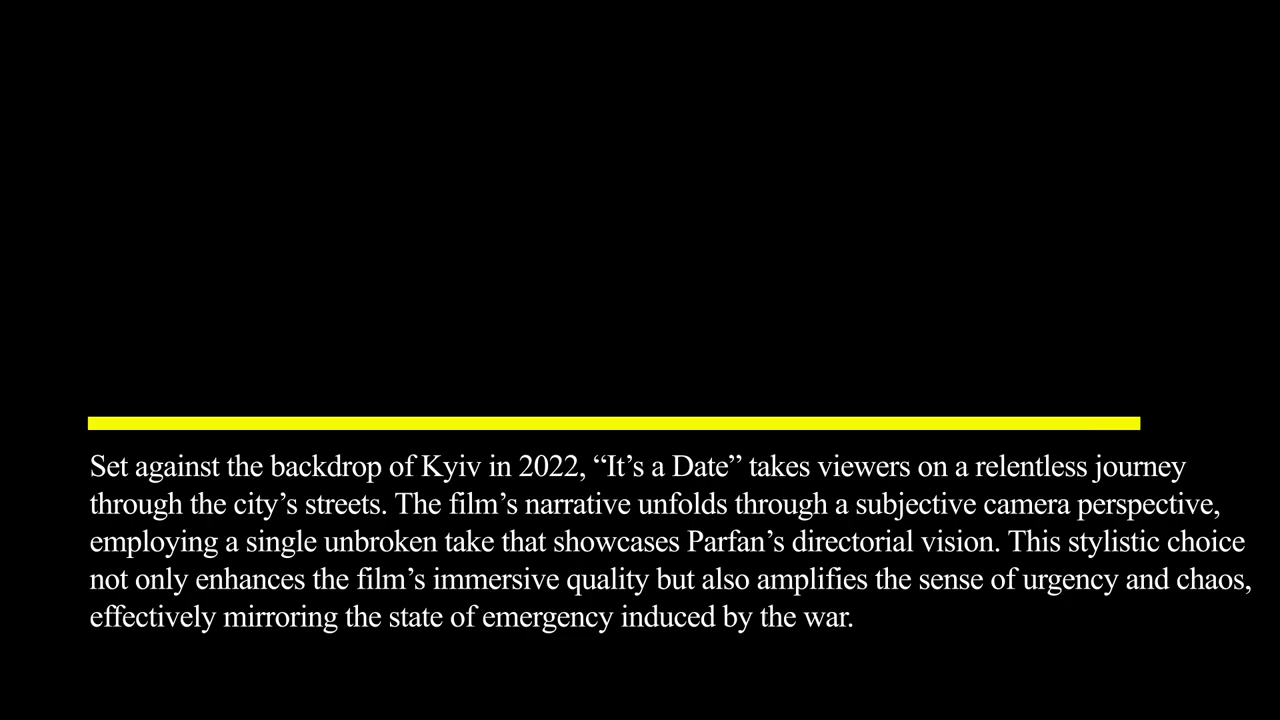 Set against the backdrop of Kyiv in 2022, “It’s a Date” takes viewers on a relentless journey
through the city’s streets. The film’s narrative unfolds through a subjective camera perspective,
employing a single unbroken take that showcases Parfan’s directorial vision. This stylistic choice
not only enhances the film’s immersive quality but also amplifies the sense of urgency and chaos,
effectively mirroring the state of emergency induced by the war.